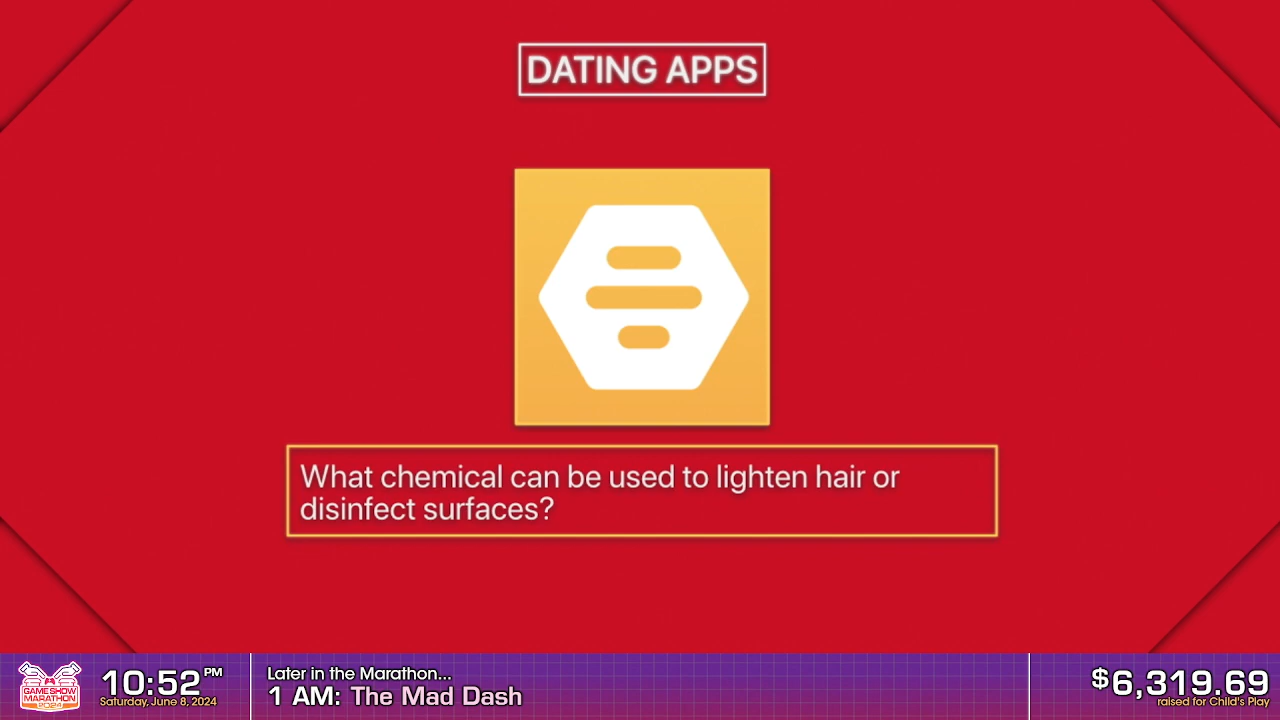 DATING APPS
What chemical can be used to lighten hair or
disinfect surfaces?
GAME SHOW
MARATHON
2024
10:52 PM
Saturday, June 8, 2024
Later in the Marathon...
1 AM: The Mad Dash
$6,319.69
raised for Child's Play